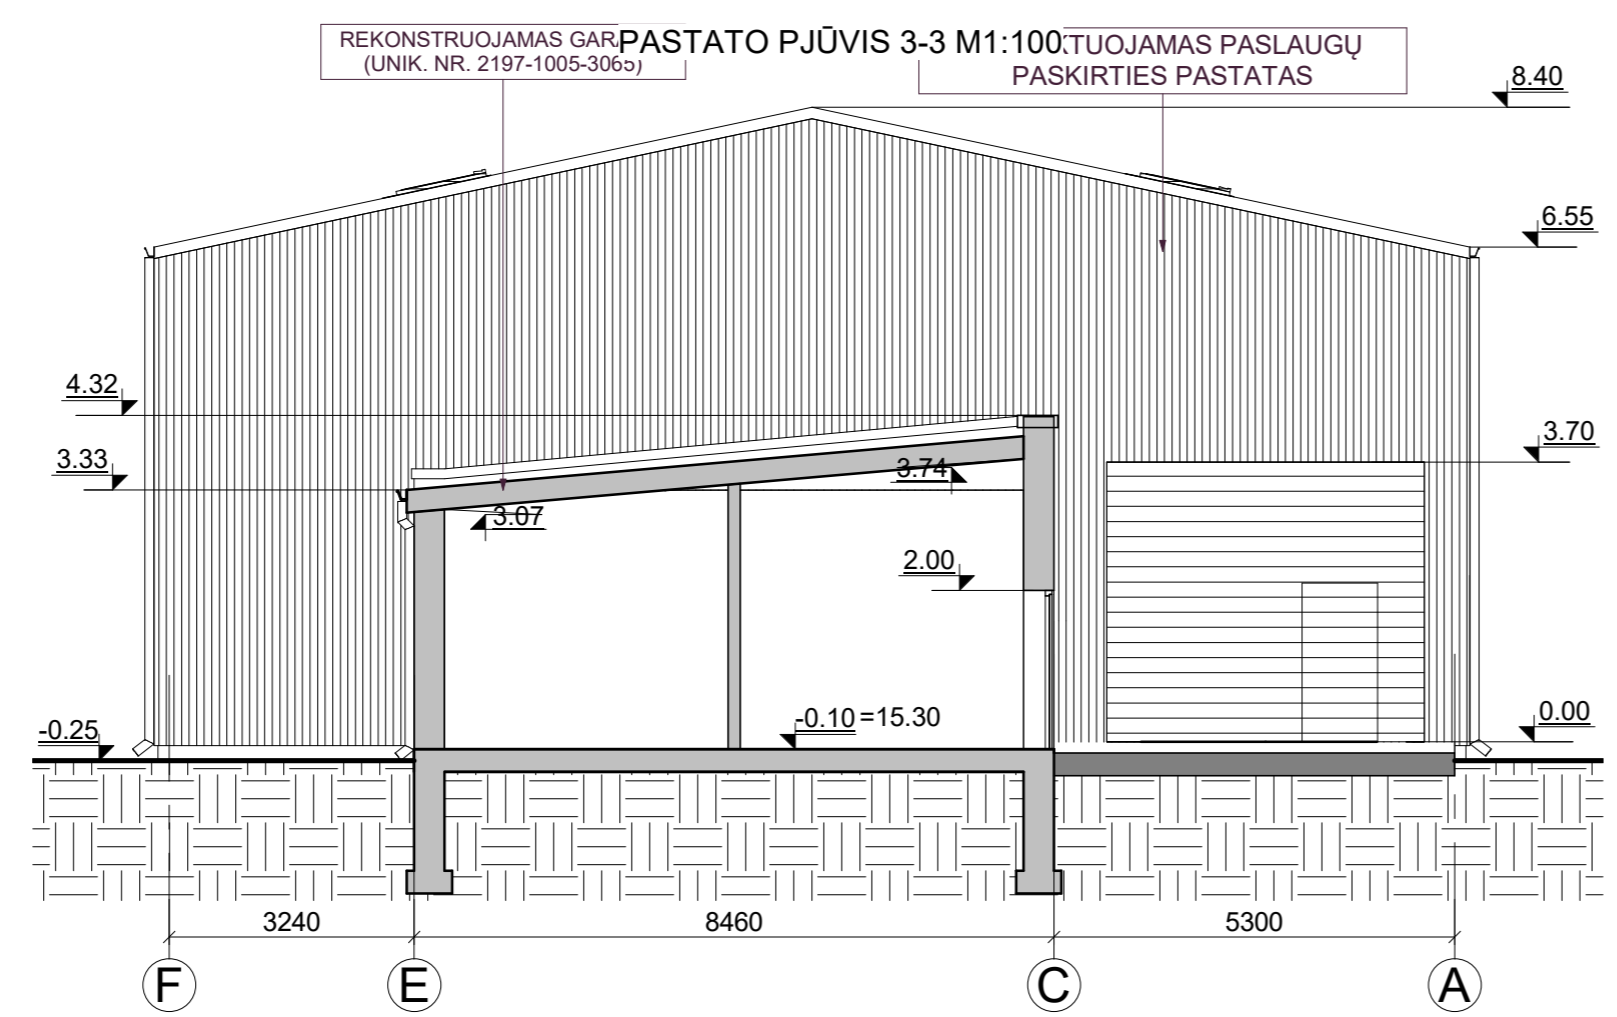 PASTATO PJŪVIS 3-3 M1:100
REKONSTRUOJAMAS
(UNIK. NR. 2197-1005-3065)
PASLAUGŲ
PASKIRTIES PASTATAS
8.40
6.55
4.32
3.70
3.33
3.74
3.07
2.00
-0.10 =15.30
-0.25
0.00
3240
8460
5300
F
E
C
A